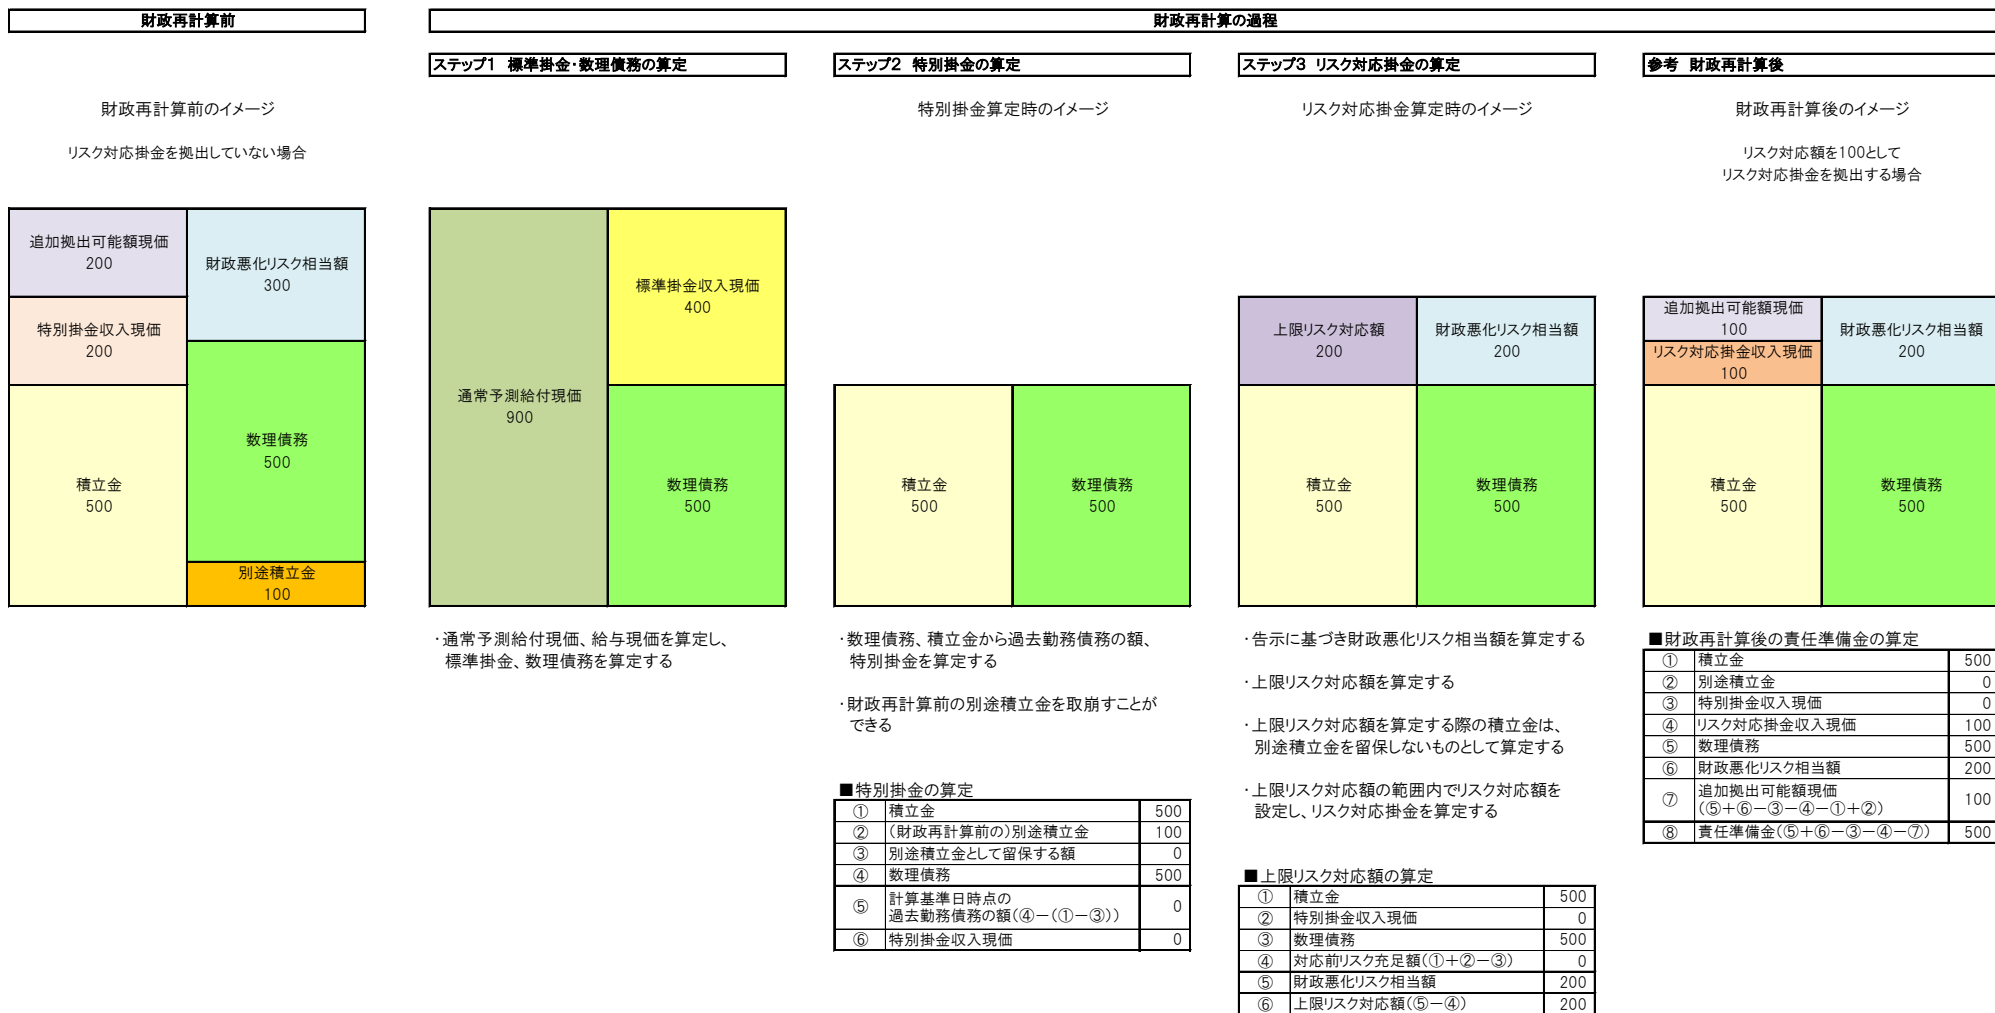 財政再計算前
財政再計算の過程
ステップ1 標準掛金・数理債務の算定
ステップ2 特別掛金の算定
ステップ3 リスク対応掛金の算定
参考 財政再計算後
財政再計算前のイメージ
リスク対応掛金を拠出していない場合
特別掛金算定時のイメージ
リスク対応掛金算定時のイメージ
財政再計算後のイメージ
リスク対応額を100として
リスク対応掛金を拠出する場合
追加拠出可能額現価
200
特別掛金収入現価
200
積立金
500
財政悪化リスク相当額
300
数理債務
500
別途積立金
100
通常予測給付現価
900
標準掛金収入現価
400
数理債務
500
積立金
500
数理債務
500
上限リスク対応額
200
財政悪化リスク相当額
200
積立金
500
数理債務
500
追加拠出可能額現価
100
リスク対応掛金収入現価
100
財政悪化リスク相当額
200
積立金
500
数理債務
500
・通常予測給付現価、給与現価を算定し、
標準掛金、数理債務を算定する
・数理債務、積立金から過去勤務債務の額、
特別掛金を算定する
・財政再計算前の別途積立金を取崩すことが
できる
■特別掛金の算定
① 積立金 500
② (財政再計算前の)別途積立金 100
③ 別途積立金として留保する額 0
④ 数理債務 500
⑤ 計算基準日時点の
過去勤務債務の額(④-(①-③)) 0
⑥ 特別掛金収入現価 0
・告示に基づき財政悪化リスク相当額を算定する
・上限リスク対応額を算定する
・上限リスク対応額を算定する際の積立金は、
別途積立金を留保しないものとして算定する
・上限リスク対応額の範囲内でリスク対応額を
設定し、リスク対応掛金を算定する
■上限リスク対応額の算定
① 積立金 500
② 特別掛金収入現価 0
③ 数理債務 500
④ 対応前リスク充足額(①+②-③) 0
⑤ 財政悪化リスク相当額 200
⑥ 上限リスク対応額(⑤-④) 200
■財政再計算後の責任準備金の算定
① 積立金 500
② 別途積立金 0
③ 特別掛金収入現価 0
④ リスク対応掛金収入現価 100
⑤ 数理債務 500
⑥ 財政悪化リスク相当額 200
⑦ 追加拠出可能額現価
(⑤+⑥-③-④-①+②) 100
⑧ 責任準備金(⑤+⑥-③-④-⑦) 500